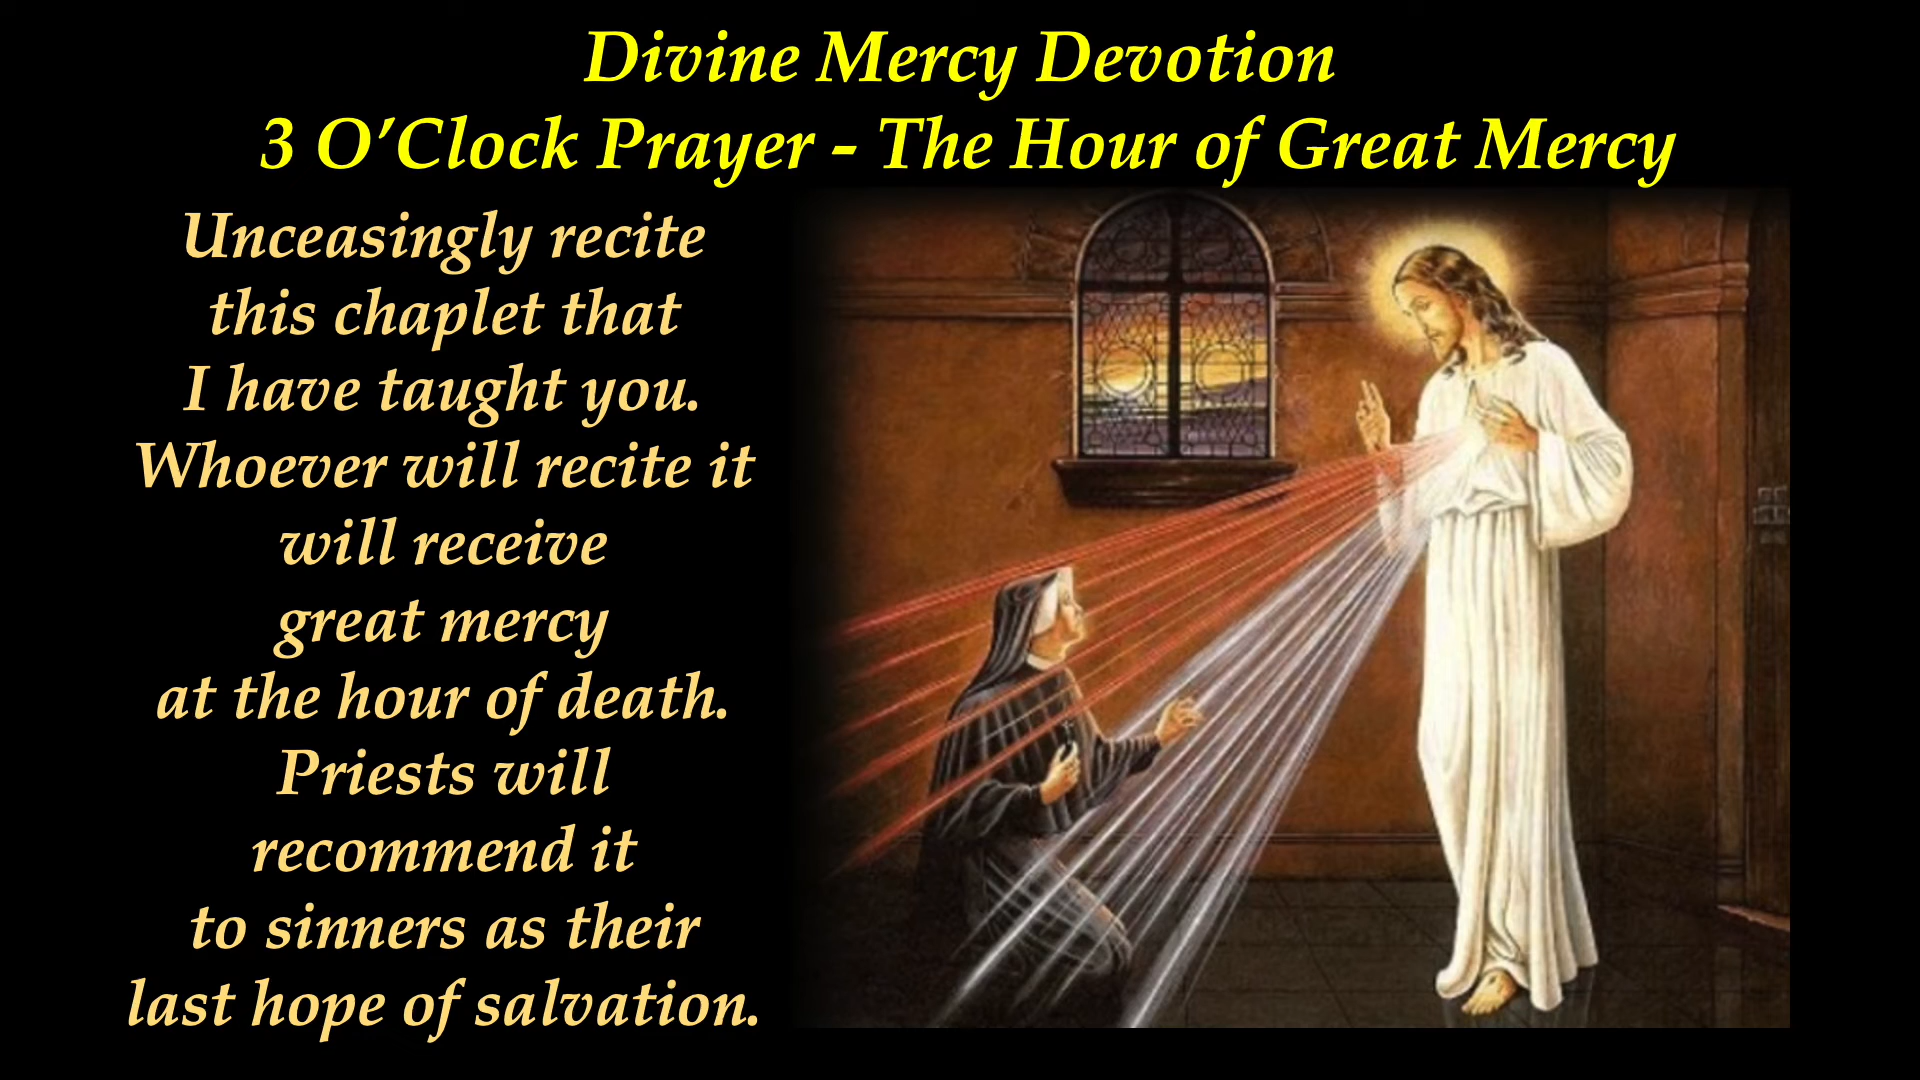 Divine Mercy Devotion
3 O’Clock Prayer - The Hour of Great Mercy
Unceasingly recite
this chaplet that
I have taught you.
Whoever will recite it
will receive
great mercy
at the hour of death.
Priests will
recommend it
to sinners as their
last hope of salvation.